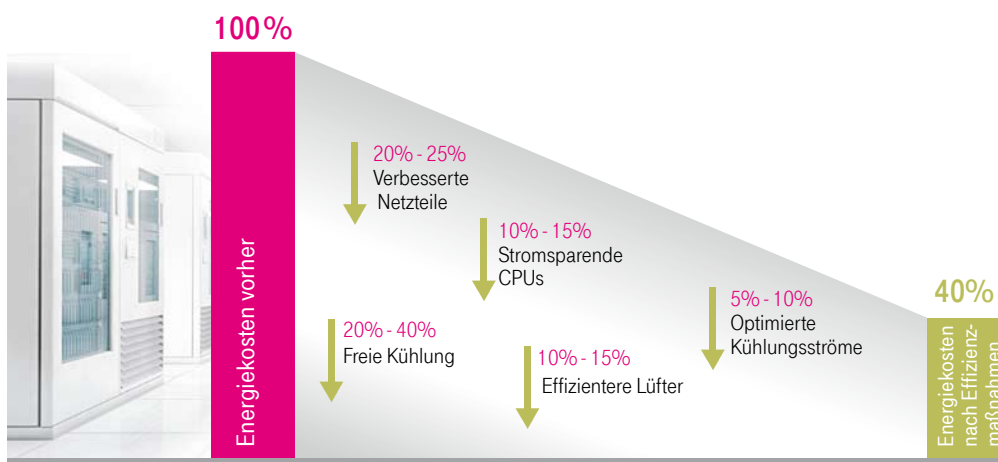 100%
Energiekosten vorher
20% - 25%
Verbesserte
Netzteile
10% - 15%
Stromsparende
CPUs
20% - 40%
Freie Kühlung
10% - 15%
Effizientere Lüfter
5% - 10%
Optimierte
Kühlungsströme
40%
Energiekosten
nach Effizienz-
maßnahmen